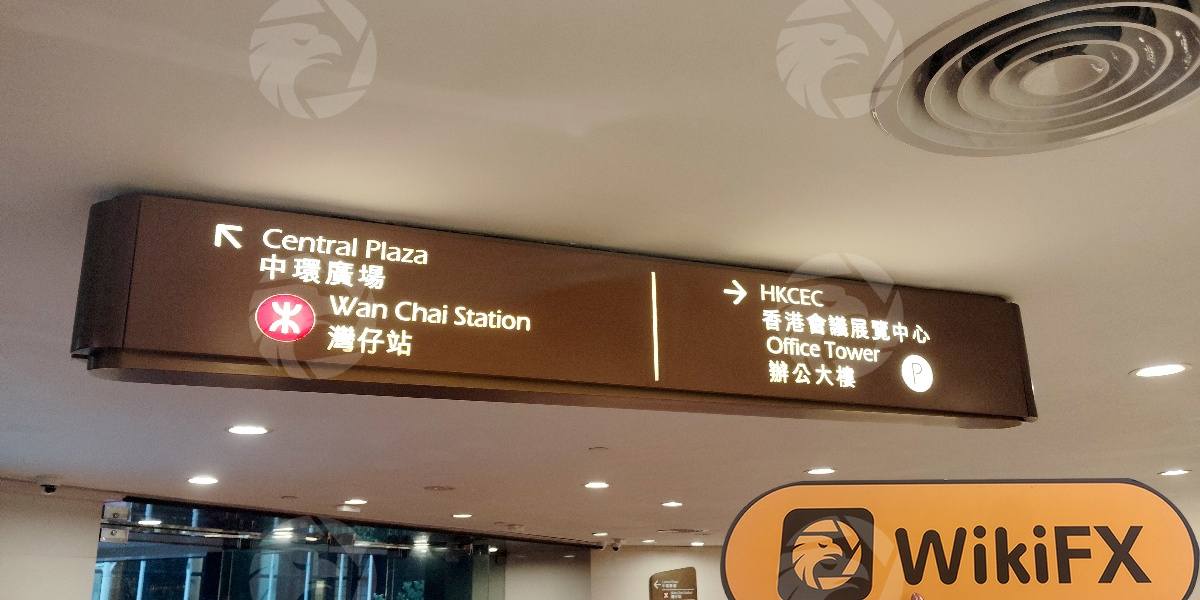 Central Plaza
中環廣場
Wan Chai Station
灣仔站
HKCEC
香港會議展覽中心
Office Tower
辦公大樓
P
WikiFX